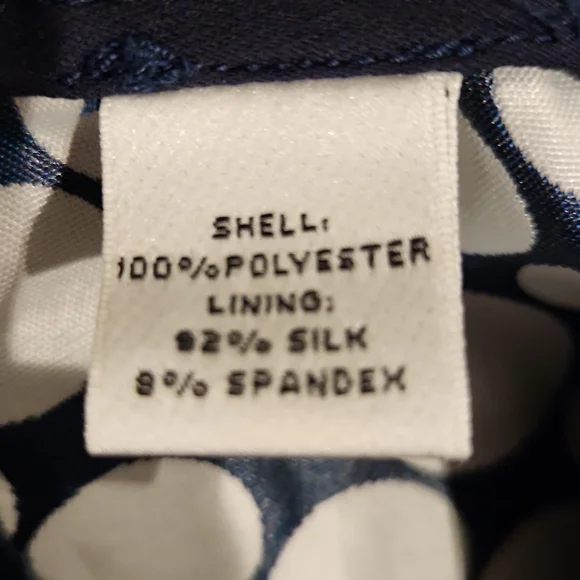 SHELL:
100%POLYESTER
LINING:
92% SILK
8% SPANDEX